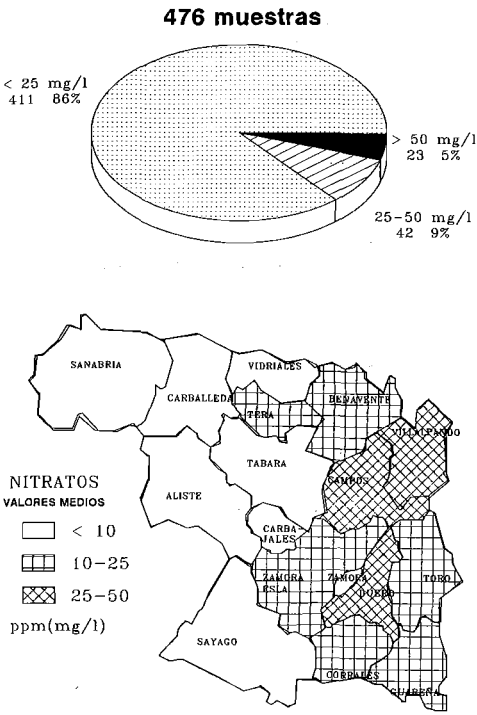 476 muestras
< 25 mg/l
411 86%
> 50 mg/l
23 5%
25-50 mg/l
42 9%
SANABRIA
VIDRIALES
CARBALLEDA
BENAVENTE
TERA
VILLALPANDO
TABARA
CAMPOS
ALISTE
CARBA-
JALES
ZAMORA
ESLA
ZAMORA
DUERO
TORO
SAYAGO
CORRALES
GUAREÑA
NITRATOS
VALORES MEDIOS
< 10
10-25
25-50
ppm(mg/l)